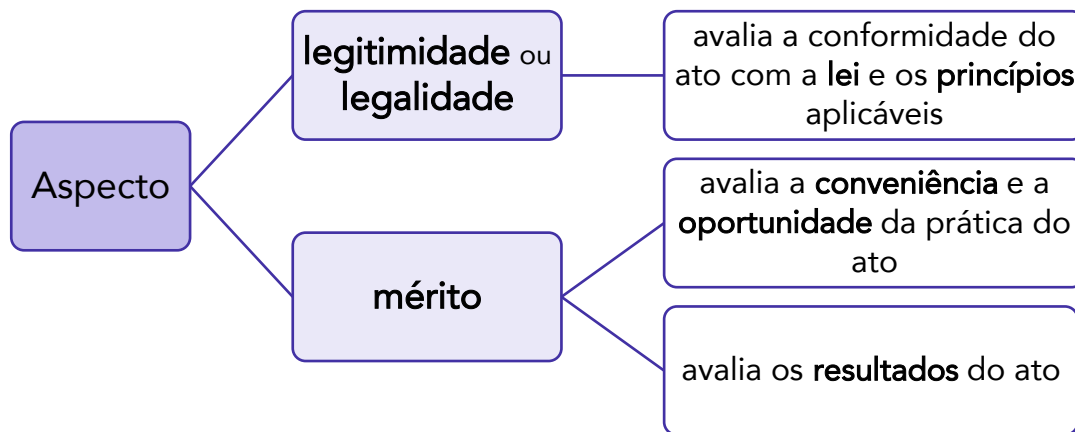 Aspecto
legitimidade ou
legalidade
mérito
avalia a conformidade do
ato com a lei e os princípios
aplicáveis
avalia a conveniência e a
oportunidade da prática do
ato
avalia os resultados do ato